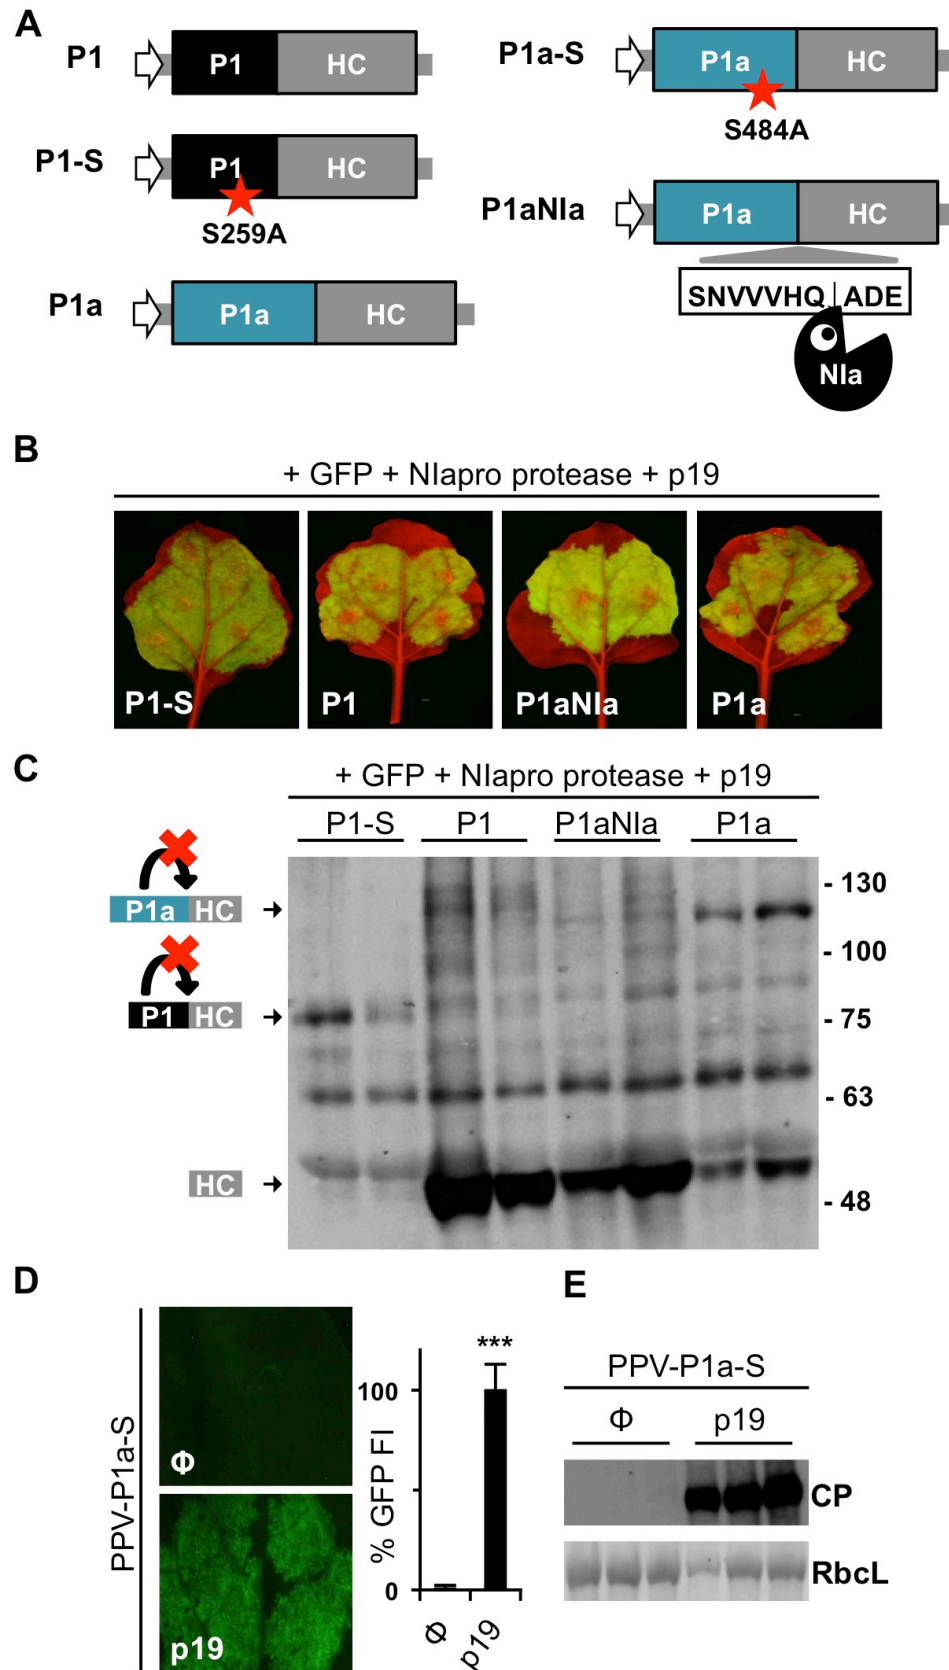 A
P1 P1 HC
P1-S P1 HC
S259A
P1a P1a HC
P1a-S P1a HC
S484A
P1aNIa P1a HC
SNVVVHQ|ADE
NIa
B
+ GFP + NIapro protease + p19
P1-S P1 P1aNIa P1a
C
+ GFP + NIapro protease + p19
P1-S P1 P1aNIa P1a
- 130
P1a HC
- 100
P1 HC - 75
- 63
HC - 48
D
PPV-P1a-S
Φ
p19
***
100
% GFP FI
0
Φ p19
E
PPV-P1a-S
Φ p19
CP
RbcL